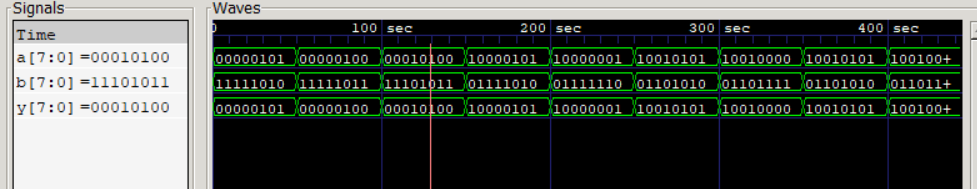 Signals
Waves
Time
0 100 sec 200 sec 300 sec 400 sec
a[7:0] =00010100 00000101 00000100 00010100 10000101 10000001 10010101 10010000 10010101 100100+
b[7:0] =11101011 11111010 11111011 11101011 01111010 01111110 01101010 01101111 01101010 011011+
y[7:0] =00010100 00000101 00000100 00010100 10000101 10000001 10010101 10010000 10010101 100100+